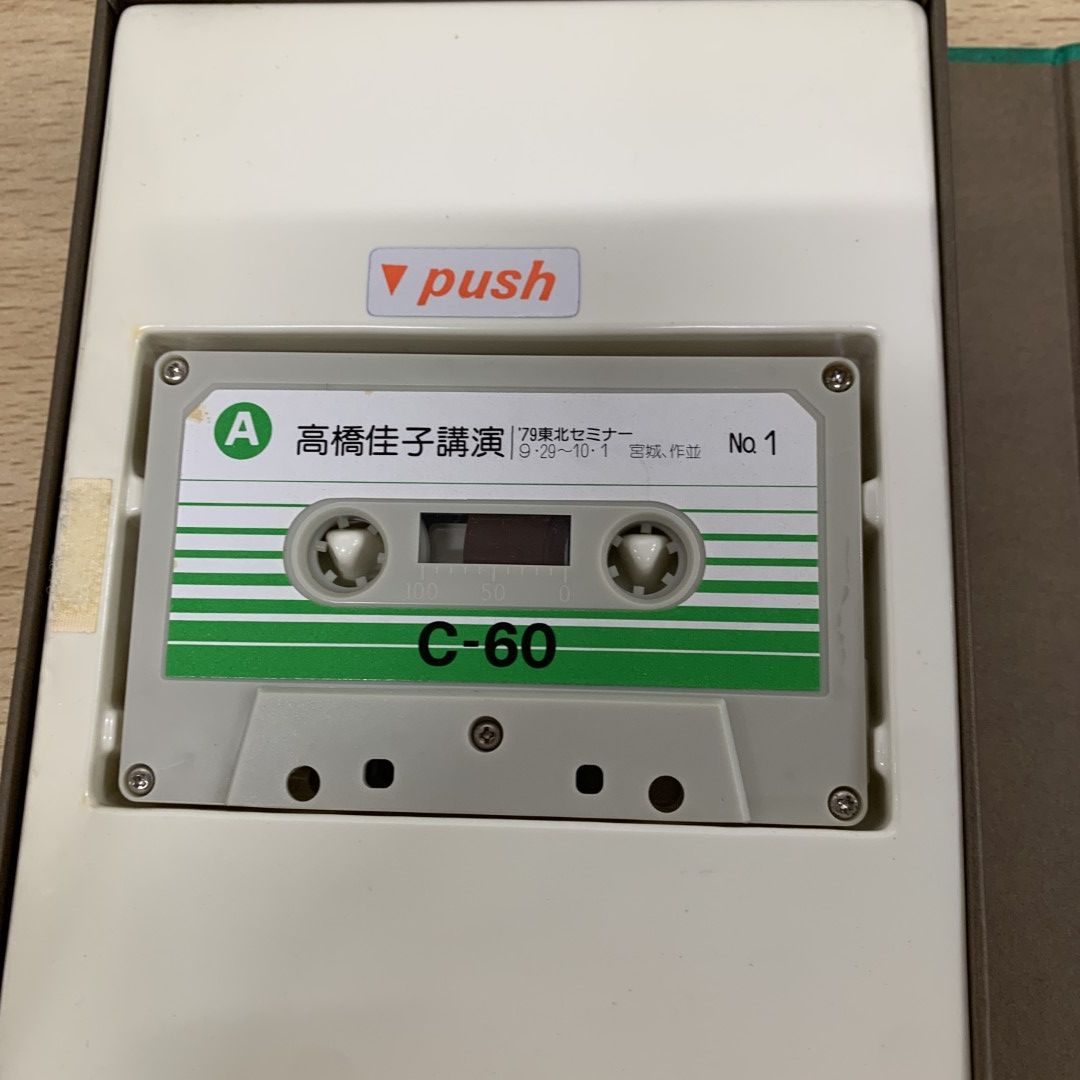 ▼push
A
高橋佳子講演
'79東北セミナー
9・29〜10・1 宮城、作並
No.1
100 50 0
C-60